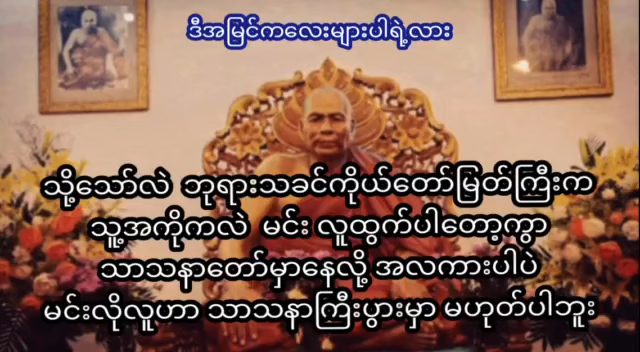 ဒီအမြင်ကလေးများပါရဲ့လား
သို့သော်လဲ ဘုရားသခင်ကိုယ်တော်မြတ်ကြီးက
သူ့အကိုကလဲ မင်း လူထွက်ပါတော့ကွာ
သာသနာတော်မှာနေလို့ အလကားပါပဲ
မင်းလိုလူဟာ သာသနာကြီးပွားမှာ မဟုတ်ပါဘူး